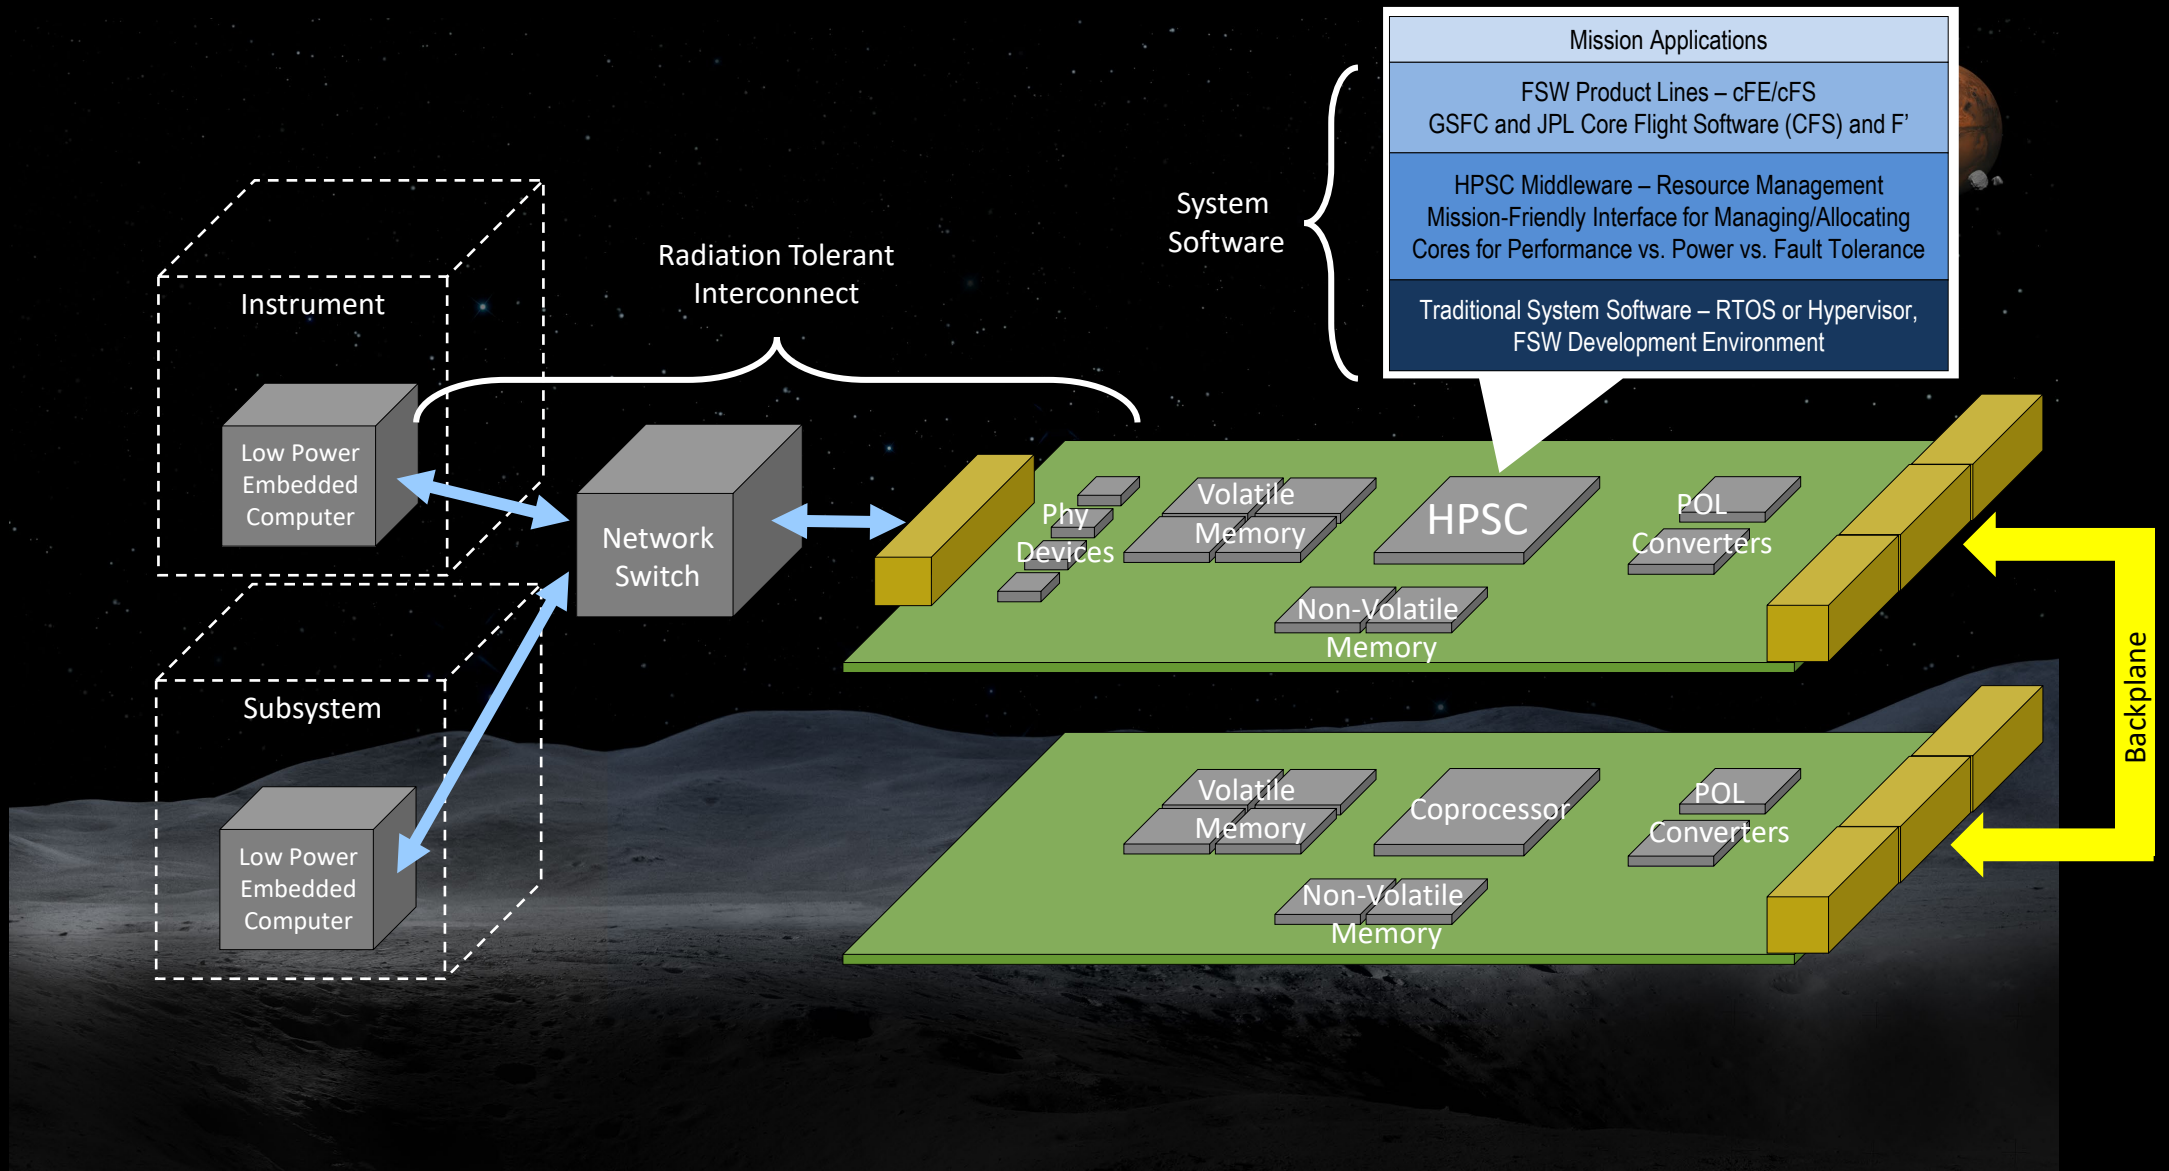 Mission Applications
FSW Product Lines – cFE/cFS
GSFC and JPL Core Flight Software (CFS) and F’
HPSC Middleware – Resource Management
Mission-Friendly Interface for Managing/Allocating
Cores for Performance vs. Power vs. Fault Tolerance
Traditional System Software – RTOS or Hypervisor,
FSW Development Environment
System
Software
Radiation Tolerant
Interconnect
Instrument
Low Power
Embedded
Computer
Network
Switch
Phy
Devices
Volatile
Memory
HPSC
POL
Converters
Non-Volatile
Memory
Backplane
Subsystem
Low Power
Embedded
Computer
Volatile
Memory
Coprocessor
POL
Converters
Non-Volatile
Memory